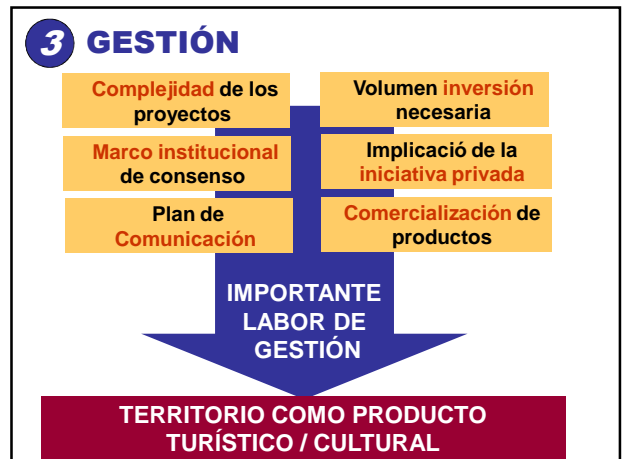 3 GESTIÓN
Complejidad de los
proyectos
Volumen inversión
necesaria
Marco institucional
de consenso
Implicació de la
iniciativa privada
Plan de
Comunicación
Comercialización de
productos
IMPORTANTE
LABOR DE
GESTIÓN
TERRITORIO COMO PRODUCTO
TURÍSTICO / CULTURAL